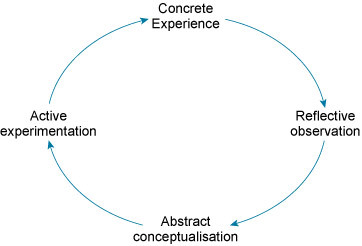 Concrete
Experience
Reflective
observation
Abstract
conceptualisation
Active
experimentation